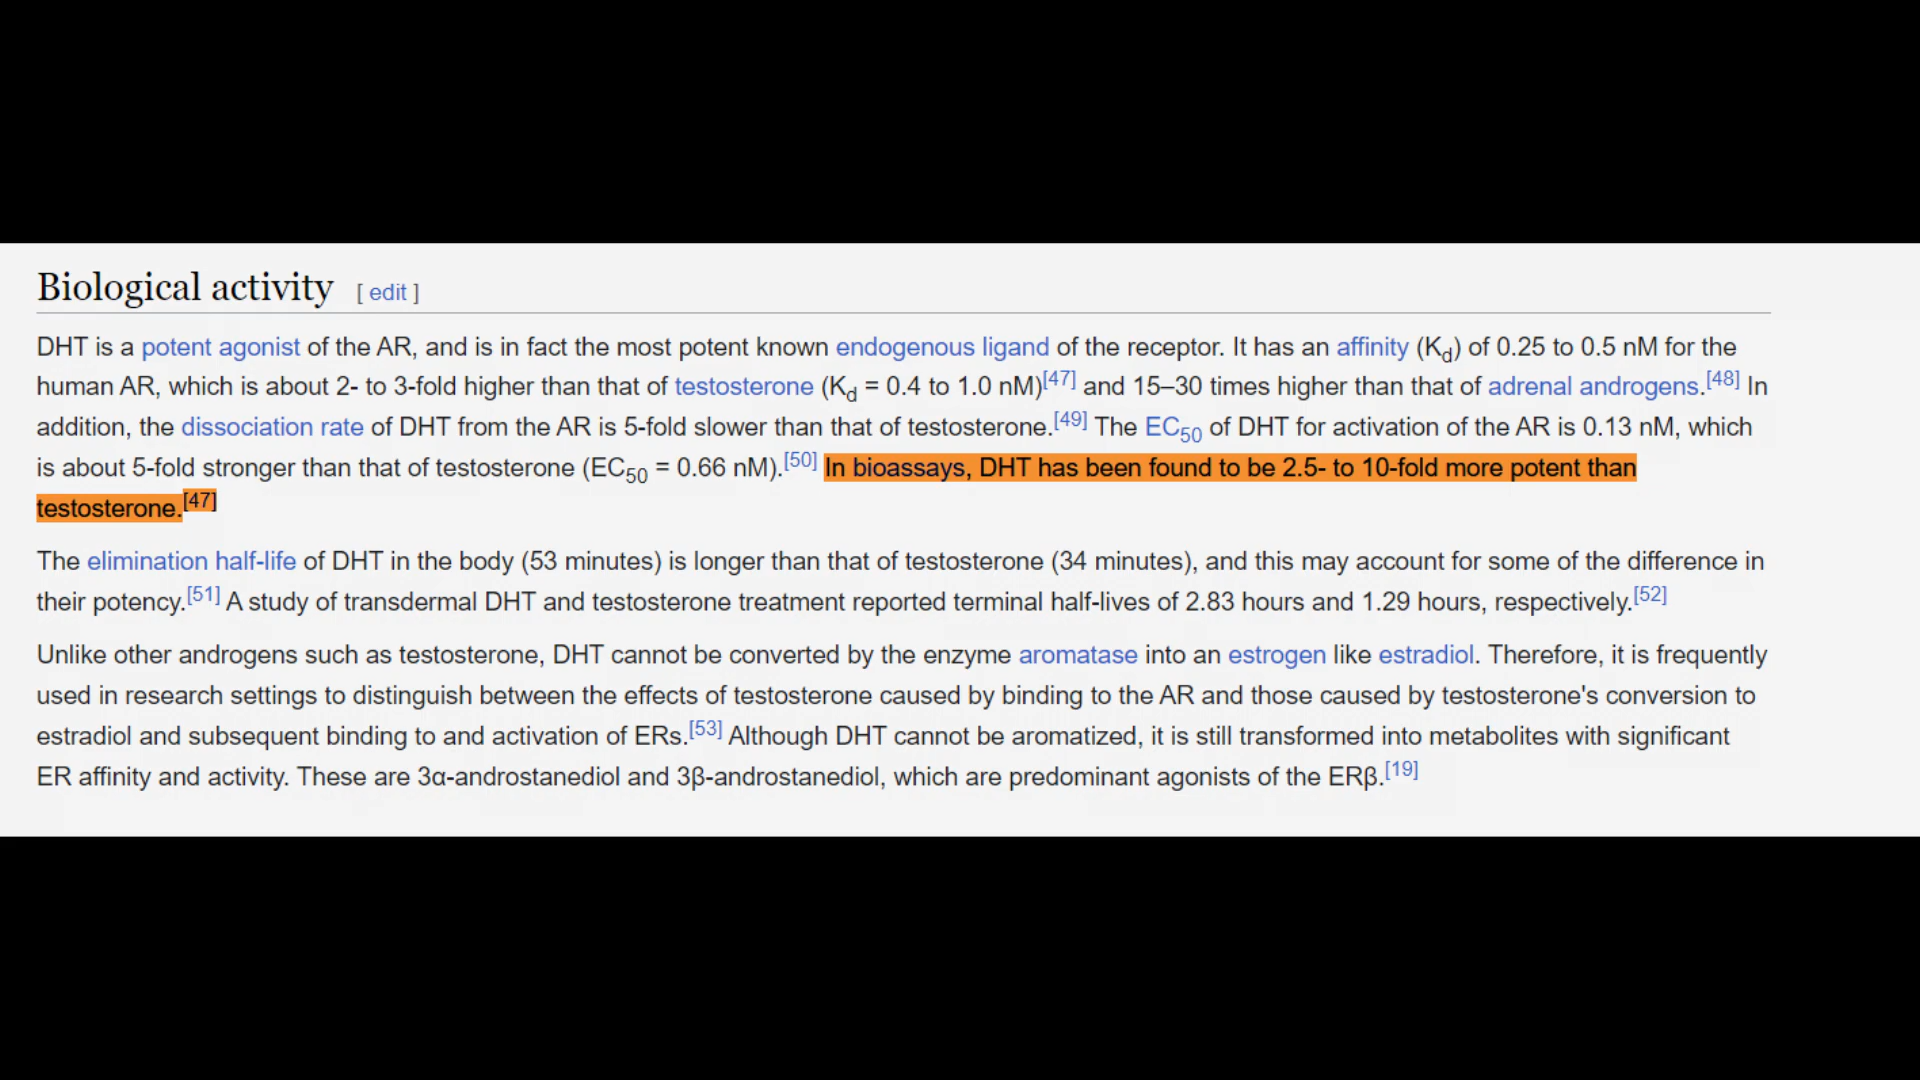 Biological activity [ edit ]
DHT is a potent agonist of the AR, and is in fact the most potent known endogenous ligand of the receptor. It has an affinity (Kd) of 0.25 to 0.5 nM for the
human AR, which is about 2- to 3-fold higher than that of testosterone (Kd = 0.4 to 1.0 nM)[47] and 15–30 times higher than that of adrenal androgens.[48] In
addition, the dissociation rate of DHT from the AR is 5-fold slower than that of testosterone.[49] The EC50 of DHT for activation of the AR is 0.13 nM, which
is about 5-fold stronger than that of testosterone (EC50 = 0.66 nM).[50] In bioassays, DHT has been found to be 2.5- to 10-fold more potent than
testosterone.[47]
The elimination half-life of DHT in the body (53 minutes) is longer than that of testosterone (34 minutes), and this may account for some of the difference in
their potency.[51] A study of transdermal DHT and testosterone treatment reported terminal half-lives of 2.83 hours and 1.29 hours, respectively.[52]
Unlike other androgens such as testosterone, DHT cannot be converted by the enzyme aromatase into an estrogen like estradiol. Therefore, it is frequently
used in research settings to distinguish between the effects of testosterone caused by binding to the AR and those caused by testosterone's conversion to
estradiol and subsequent binding to and activation of ERs.[53] Although DHT cannot be aromatized, it is still transformed into metabolites with significant
ER affinity and activity. These are 3α-androstanediol and 3β-androstanediol, which are predominant agonists of the ERβ.[19]